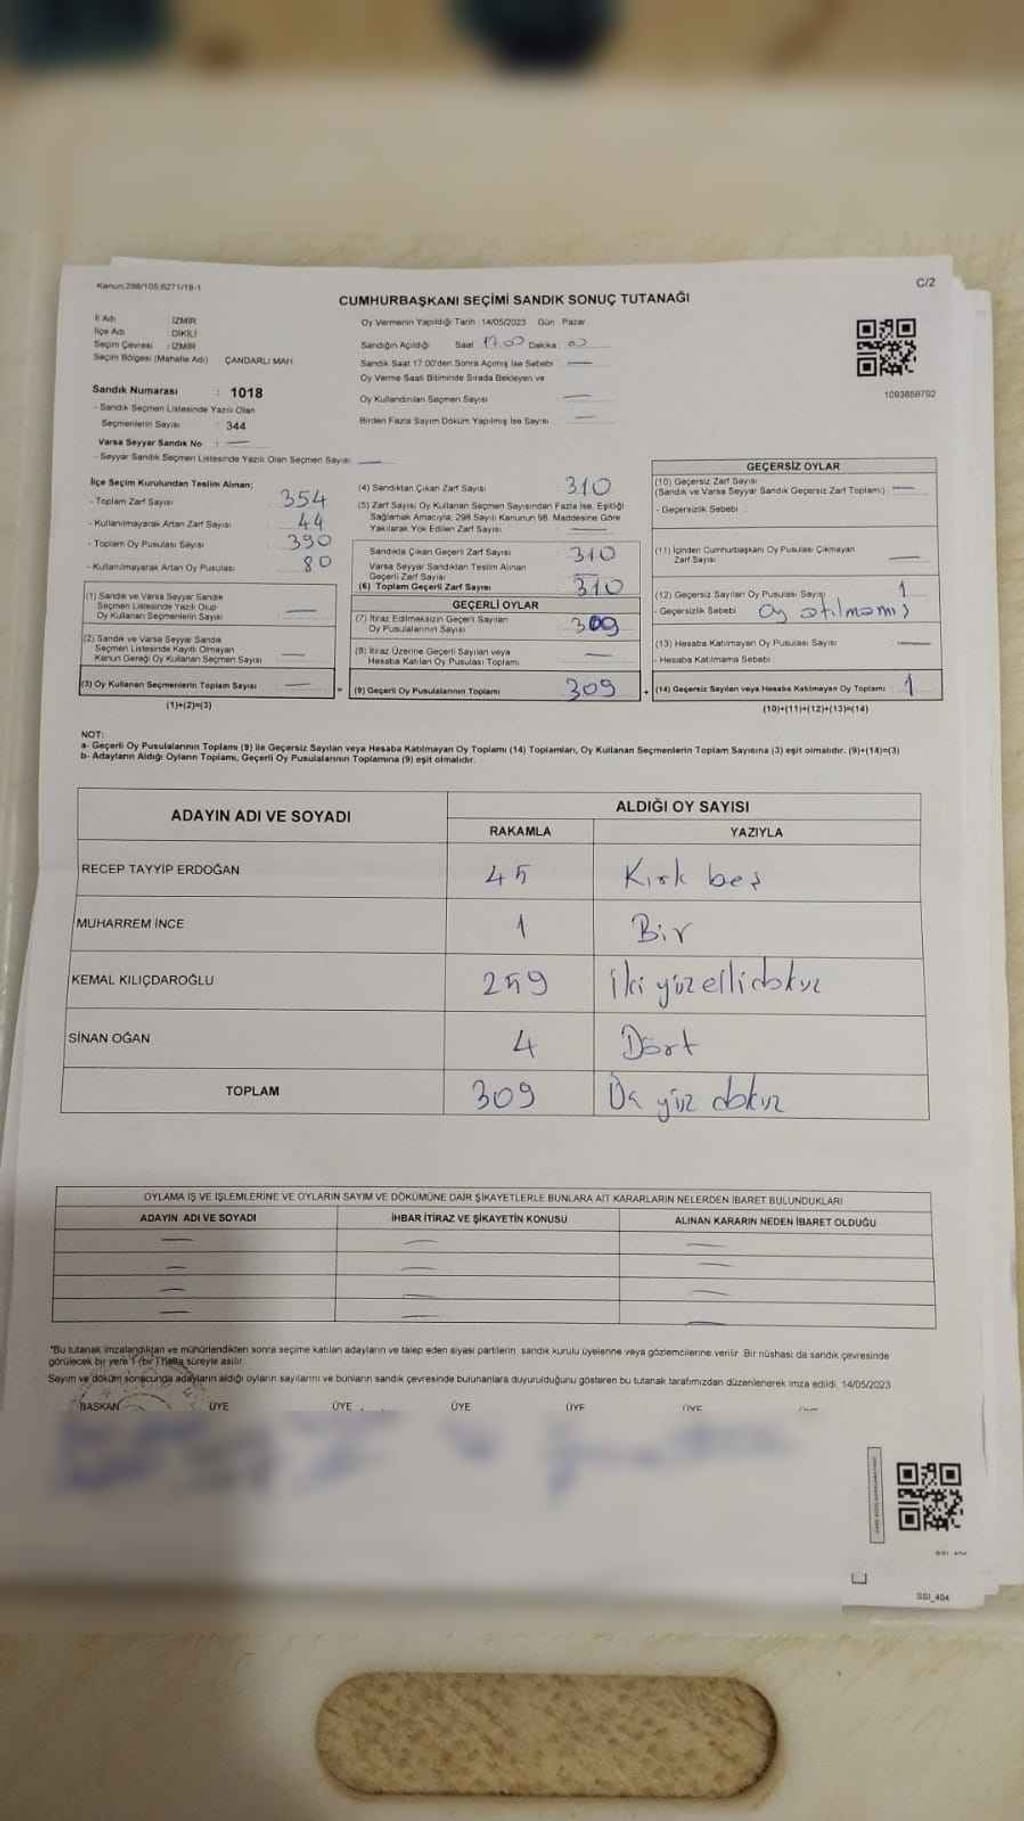 Kanun:298/105,6271/18-1
C/2
CUMHURBAŞKANI SEÇİMİ SANDIK SONUÇ TUTANAĞI
İl Adı : İZMİR
İlçe Adı : DİKİLİ
Seçim Çevresi : İZMİR
Seçim Bölgesi (Mahalle Adı) ÇANDARLI MAH
Sandık Numarası : 1018
- Sandık Seçmen Listesinde Yazılı Olan
Seçmenlerin Sayısı 344
Varsa Seyyar Sandık No :
- Seyyar Sandık Seçmen Listesinde Yazılı Olan Seçmen Sayısı
Oy Vermenin Yapıldığı Tarih :14/05/2023 Gün : Pazar
Sandığın Açıldığı Saat 17.00 Dakika 00
Sandık Saat 17:00'den Sonra Açılmış İse Sebebi
Oy Verme Saati Bitiminde Sırada Bekleyen ve
Oy Kullandırılan Seçmen Sayısı
Birden Fazla Sayım Döküm Yapılmış İse Sayısı
İlçe Seçim Kurulundan Teslim Alınan;
- Toplam Zarf Sayısı 354
- Kullanılmayarak Artan Zarf Sayısı 44
- Toplam Oy Pusulası Sayısı 390
- Kullanılmayarak Artan Oy Pusulası 80
(1) Sandık ve Varsa Seyyar Sandık
Seçmen Listesinde Yazılı Olup
Oy Kullanan Seçmenlerin Sayısı
(2) Sandık ve Varsa Seyyar Sandık
Seçmen Listesinde Kayıtlı Olmayan
Kanun Gereği Oy Kullanan Seçmen Sayısı
(3) Oy Kullanan Seçmenlerin Toplam Sayısı
(1)+(2)=(3)
(4) Sandıktan Çıkan Zarf Sayısı 310
(5) Zarf Sayısı Oy Kullanan Seçmen Sayısından Fazla İse, Eşitliği
Sağlamak Amacıyla, 298 Sayılı Kanunun 98. Maddesine Göre
Yakılarak Yok Edilen Zarf Sayısı
Sandıkta Çıkan Geçerli Zarf Sayısı 310
Varsa Seyyar Sandıktan Teslim Alınan
Geçerli Zarf Sayısı
(6) Toplam Geçerli Zarf Sayısı 310
GEÇERLİ OYLAR
(7) İtiraz Edilmeksizin Geçerli Sayılan
Oy Pusulalarının Sayısı 309
(8) İtiraz Üzerine Geçerli Sayılan veya
Hesaba Katılan Oy Pusulası Toplamı
= (9) Geçerli Oy Pusulalarının Toplamı 309 +
GEÇERSİZ OYLAR
(10) Geçersiz Zarf Sayısı
(Sandık ve Varsa Seyyar Sandık Geçersiz Zarf Toplamı)
- Geçersizlik Sebebi
(11) İçinden Cumhurbaşkanı Oy Pusulası Çıkmayan
Zarf Sayısı
(12) Geçersiz Sayılan Oy Pusulası Sayısı 1
- Geçersizlik Sebebi Oy atılmamış
(13) Hesaba Katılmayan Oy Pusulası Sayısı
- Hesaba Katılmama Sebebi
(14) Geçersiz Sayılan veya Hesaba Katılmayan Oy Toplamı 1
(10)+(11)+(12)+(13)=(14)
NOT:
a- Geçerli Oy Pusulalarının Toplamı (9) ile Geçersiz Sayılan veya Hesaba Katılmayan Oy Toplamı (14) Toplamları, Oy Kullanan Seçmenlerin Toplam Sayısına (3) eşit olmalıdır. (9)+(14)=(3)
b- Adayların Aldığı Oyların Toplamı, Geçerli Oy Pusulalarının Toplamına (9) eşit olmalıdır.
ADAYIN ADI VE SOYADI ALDIĞI OY SAYISI
RAKAMLA YAZIYLA
RECEP TAYYİP ERDOĞAN 45 Kırk beş
MUHARREM İNCE 1 Bir
KEMAL KILIÇDAROĞLU 259 İki yüz elli dokuz
SİNAN OĞAN 4 Dört
TOPLAM 309 Üç yüz dokuz
OYLAMA İŞ VE İŞLEMLERİNE VE OYLARIN SAYIM VE DÖKÜMÜNE DAİR ŞİKAYETLERLE BUNLARA AİT KARARLARIN NELERDEN İBARET BULUNDUKLARI
ADAYIN ADI VE SOYADI İHBAR İTİRAZ VE ŞİKAYETİN KONUSU ALINAN KARARIN NEDEN İBARET OLDUĞU
*Bu tutanak imzalandıktan ve mühürlendikten sonra seçime katılan adayların ve talep eden siyasi partilerin sandık kurulu üyelerine veya gözlemcilerine verilir. Bir nüshası da sandık çevresinde
görülecek bir yere 1 (bir) hafta süreyle asılır.
Sayım ve döküm sonucunda adayların aldığı oyların sayılarını ve bunların sandık çevresinde bulunanlara duyurulduğunu gösteren bu tutanak tarafımızdan düzenlenerek imza edildi. 14/05/2023
BAŞKAN ÜYE ÜYE ÜYE ÜYE ÜYE